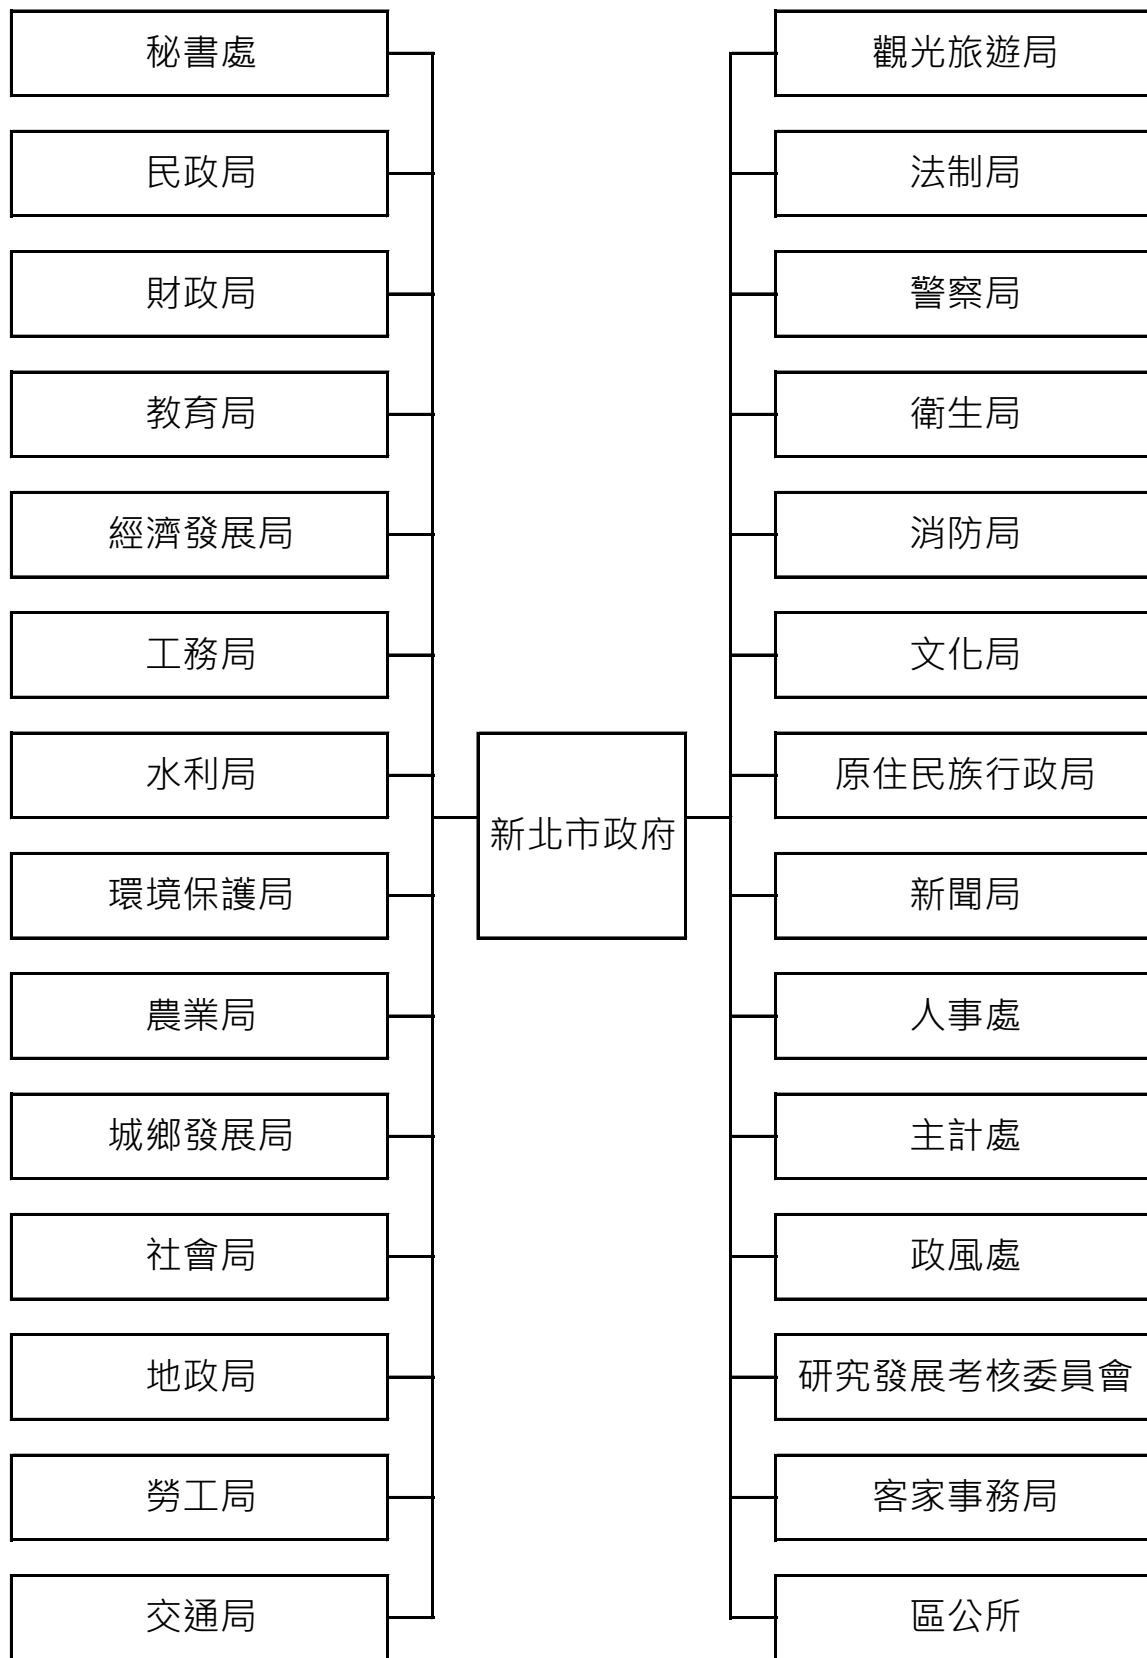 秘書處
民政局
財政局
教育局
經濟發展局
工務局
水利局
環境保護局
農業局
城鄉發展局
社會局
地政局
勞工局
交通局
新北市政府
觀光旅遊局
法制局
警察局
衛生局
消防局
文化局
原住民族行政局
新聞局
人事處
主計處
政風處
研究發展考核委員會
客家事務局
區公所